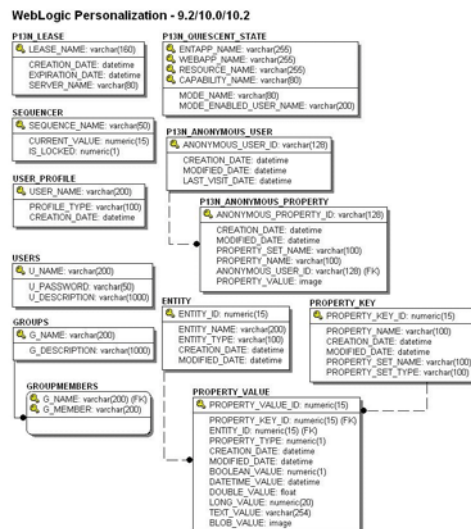 WebLogic Personalization - 9.2/10.0/10.2
P13N_LEASE
LEASE_NAME: varchar(160)
CREATION_DATE: datetime
EXPIRATION_DATE: datetime
SERVER_NAME: varchar(80)
P13N_QUIESCENT_STATE
ENTAPP_NAME: varchar(255)
WEBAPP_NAME: varchar(255)
RESOURCE_NAME: varchar(255)
CAPABILITY_NAME: varchar(80)
MODE_NAME: varchar(80)
MODE_ENABLED_USER_NAME: varchar(200)
SEQUENCER
SEQUENCE_NAME: varchar(50)
CURRENT_VALUE: numeric(15)
IS_LOCKED: numeric(1)
P13N_ANONYMOUS_USER
ANONYMOUS_USER_ID: varchar(128)
CREATION_DATE: datetime
MODIFIED_DATE: datetime
LAST_VISIT_DATE: datetime
USER_PROFILE
USER_NAME: varchar(200)
PROFILE_TYPE: varchar(100)
CREATION_DATE: datetime
P13N_ANONYMOUS_PROPERTY
ANONYMOUS_PROPERTY_ID: varchar(128)
CREATION_DATE: datetime
MODIFIED_DATE: datetime
PROPERTY_SET_NAME: varchar(100)
PROPERTY_NAME: varchar(100)
ANONYMOUS_USER_ID: varchar(128) (FK)
PROPERTY_VALUE: image
USERS
U_NAME: varchar(200)
U_PASSWORD: varchar(50)
U_DESCRIPTION: varchar(1000)
ENTITY
ENTITY_ID: numeric(15)
ENTITY_NAME: varchar(200)
ENTITY_TYPE: varchar(100)
CREATION_DATE: datetime
MODIFIED_DATE: datetime
PROPERTY_KEY
PROPERTY_KEY_ID: numeric(15)
PROPERTY_NAME: varchar(100)
CREATION_DATE: datetime
MODIFIED_DATE: datetime
PROPERTY_SET_NAME: varchar(100)
PROPERTY_SET_TYPE: varchar(100)
GROUPS
G_NAME: varchar(200)
G_DESCRIPTION: varchar(1000)
GROUPMEMBERS
G_NAME: varchar(200) (FK)
G_MEMBER: varchar(200)
PROPERTY_VALUE
PROPERTY_VALUE_ID: numeric(15)
PROPERTY_KEY_ID: numeric(15) (FK)
ENTITY_ID: numeric(15) (FK)
PROPERTY_TYPE: numeric(1)
CREATION_DATE: datetime
MODIFIED_DATE: datetime
BOOLEAN_VALUE: numeric(1)
DATETIME_VALUE: datetime
DOUBLE_VALUE: float
LONG_VALUE: numeric(20)
TEXT_VALUE: varchar(254)
BLOB_VALUE: image